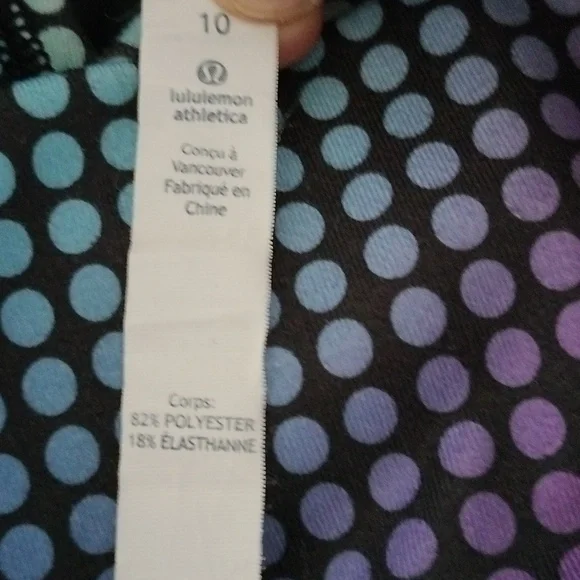 10
lululemon
athletica
Conçu à
Vancouver
Fabriqué en
Chine
Corps:
82% POLYESTER
18% ÉLASTHANNE